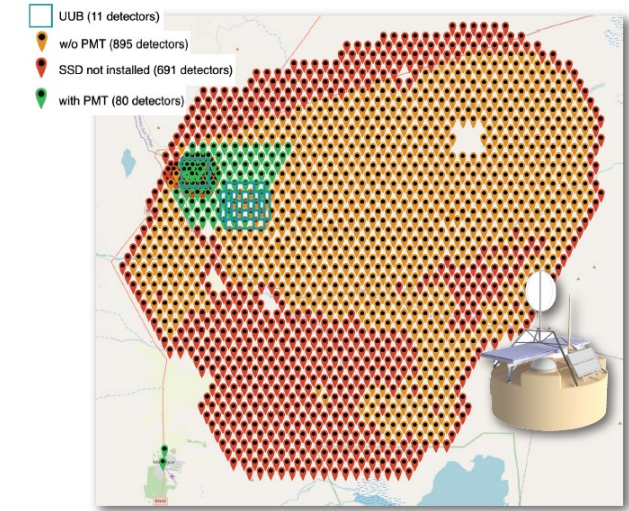 UUB (11 detectors)
w/o PMT (895 detectors)
SSD not installed (691 detectors)
with PMT (80 detectors)